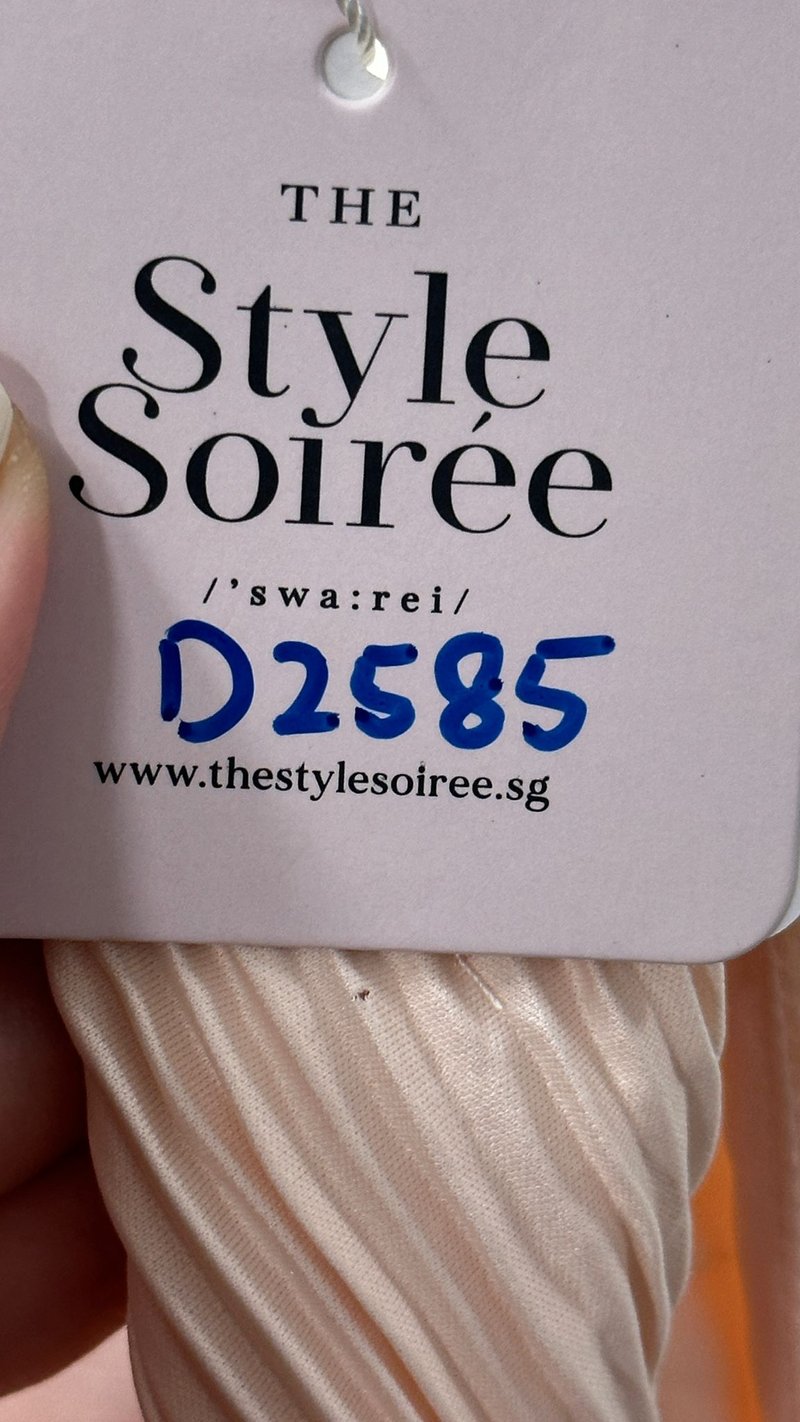 THE
Style
Soirée
/’swa:rei/
D2585
www.thestylesoiree.sg